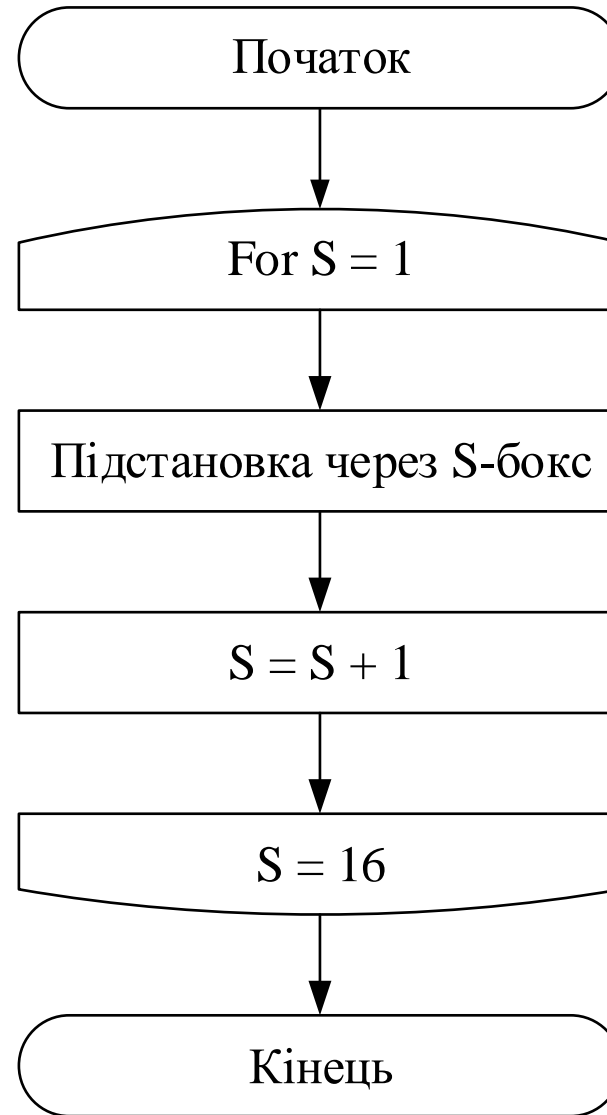 Початок
For S = 1
Підстановка через S-бокс
S = S + 1
S = 16
Кінець